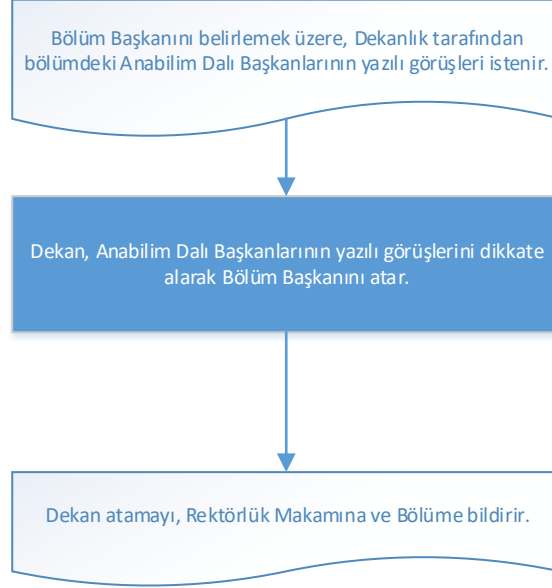 Bölüm Başkanını belirlemek üzere, Dekanlık tarafından
bölümdeki Anabilim Dalı Başkanlarının yazılı görüşleri istenir.
Dekan, Anabilim Dalı Başkanlarının yazılı görüşlerini dikkate
alarak Bölüm Başkanını atar.
Dekan atamayı, Rektörlük Makamına ve Bölüme bildirir.